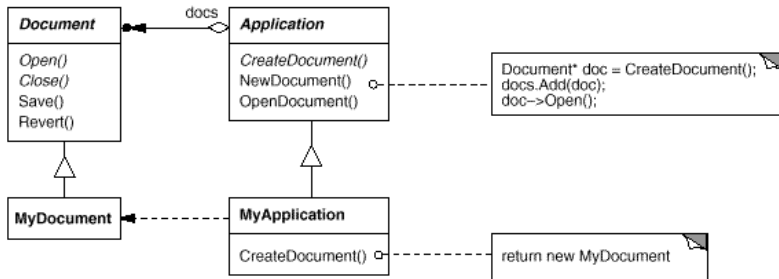 docs
Document
Open()
Close()
Save()
Revert()
Application
CreateDocument()
NewDocument()
OpenDocument()
Document* doc = CreateDocument();
docs.Add(doc);
doc->Open();
MyDocument
MyApplication
CreateDocument()
return new MyDocument